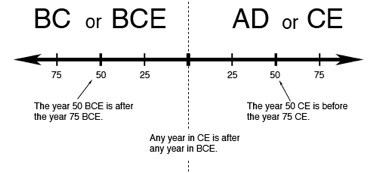 BC or BCE
AD or CE
75 50 25 25 50 75
The year 50 BCE is after
the year 75 BCE.
The year 50 CE is before
the year 75 CE.
Any year in CE is after
any year in BCE.